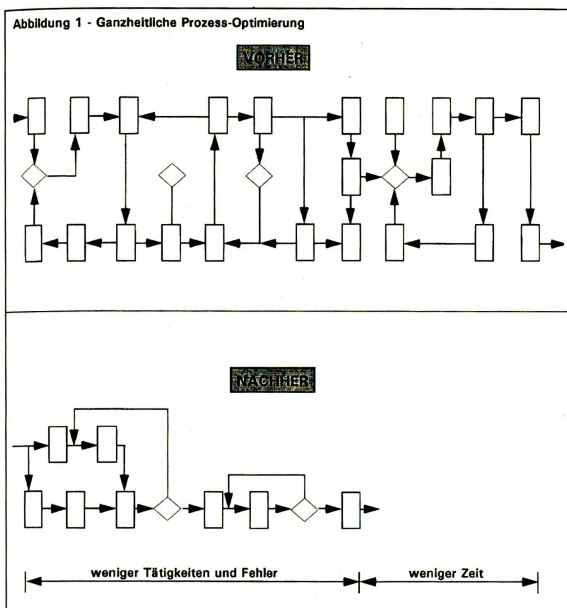 Abbildung 1 - Ganzheitliche Prozess-Optimierung
VORHER
NACHHER
weniger Tätigkeiten und Fehler
weniger Zeit